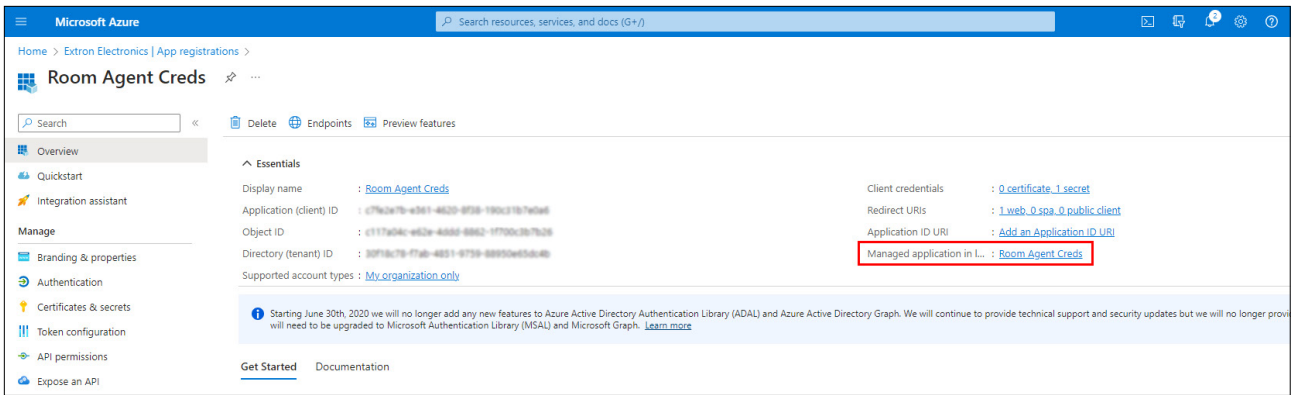 Microsoft Azure
Search resources, services, and docs (G+/)
2
Home > Extron Electronics | App registrations >
Room Agent Creds
Search
«
Delete
Endpoints
Preview features
Overview
Quickstart
Integration assistant
Manage
Branding & properties
Authentication
Certificates & secrets
Token configuration
API permissions
Expose an API
Essentials
Display name : Room Agent Creds
Application (client) ID :
Object ID :
Directory (tenant) ID :
Supported account types : My organization only
Client credentials : 0 certificate, 1 secret
Redirect URIs : 1 web, 0 spa, 0 public client
Application ID URI : Add an Application ID URI
Managed application in l... : Room Agent Creds
Starting June 30th, 2020 we will no longer add any new features to Azure Active Directory Authentication Library (ADAL) and Azure Active Directory Graph. We will continue to provide technical support and security updates but we will no longer provi
will need to be upgraded to Microsoft Authentication Library (MSAL) and Microsoft Graph. Learn more
Get Started
Documentation